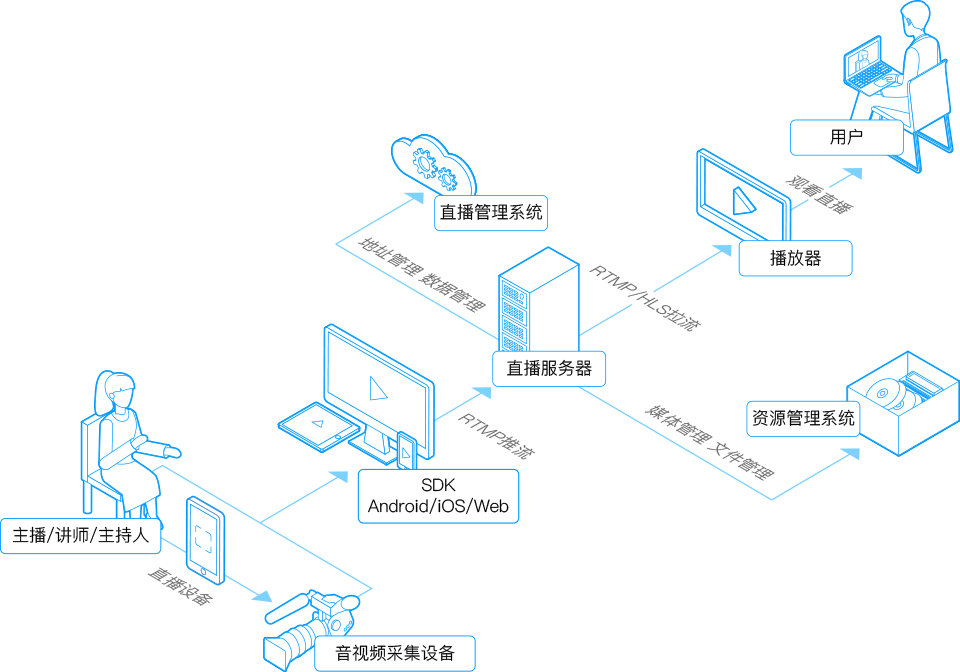 用户
观看直播
直播管理系统
播放器
地址管理 数据管理
RTMP/HLS拉流
直播服务器
资源管理系统
RTMP推流
媒体管理 文件管理
SDK
Android/iOS/Web
主播/讲师/主持人
直播设备
音视频采集设备